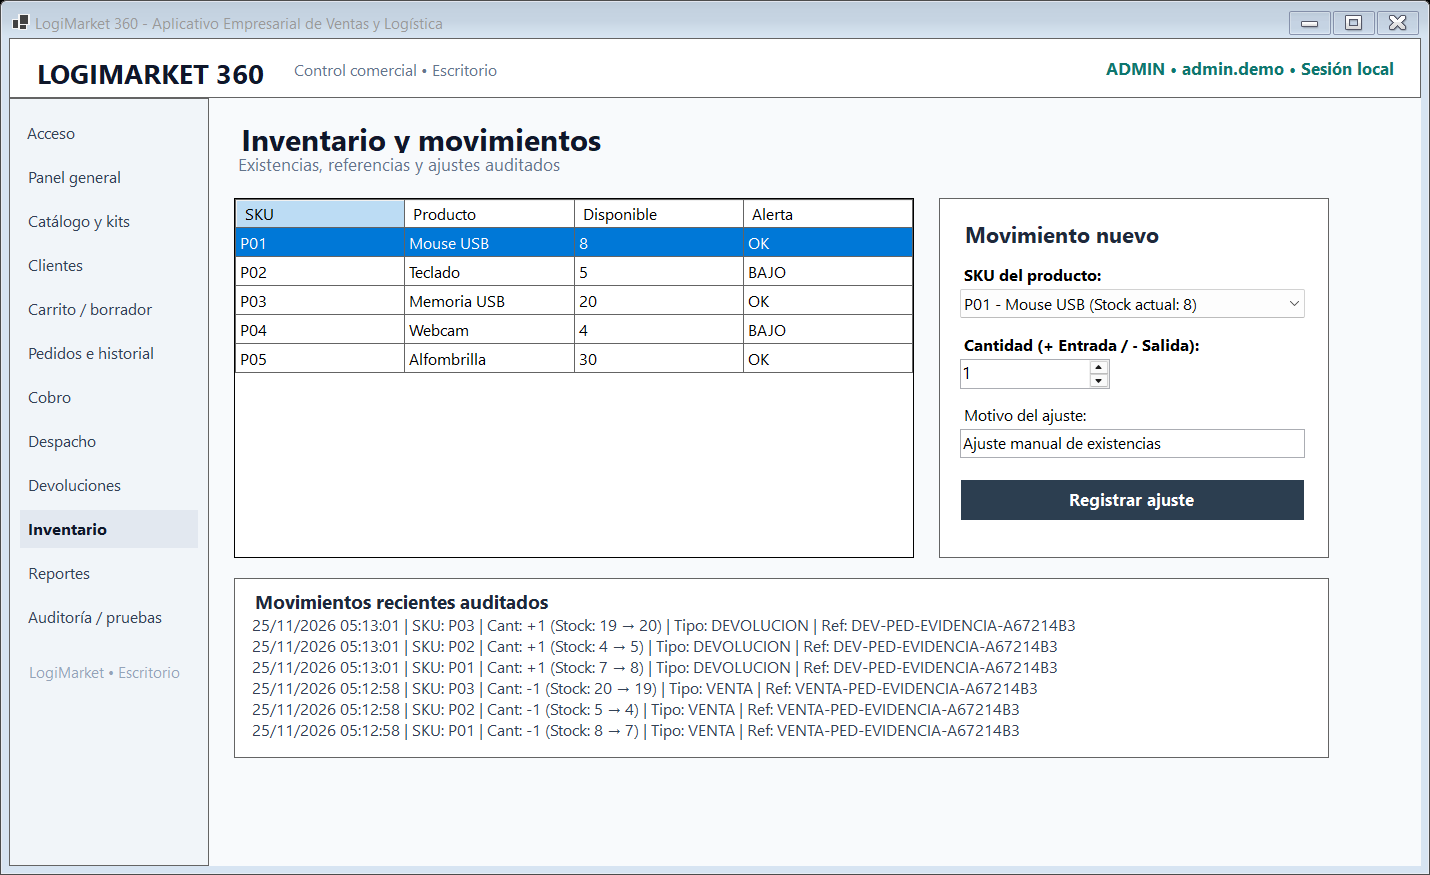 LogiMarket 360 - Aplicativo Empresarial de Ventas y Logística
LOGIMARKET 360
Control comercial • Escritorio
ADMIN • admin.demo • Sesión local
Acceso
Panel general
Catálogo y kits
Clientes
Carrito / borrador
Pedidos e historial
Cobro
Despacho
Devoluciones
Inventario
Reportes
Auditoría / pruebas
LogiMarket • Escritorio
Inventario y movimientos
Existencias, referencias y ajustes auditados
SKU Producto Disponible Alerta
P01 Mouse USB 8 OK
P02 Teclado 5 BAJO
P03 Memoria USB 20 OK
P04 Webcam 4 BAJO
P05 Alfombrilla 30 OK
Movimiento nuevo
SKU del producto:
P01 - Mouse USB (Stock actual: 8)
Cantidad (+ Entrada / - Salida):
1
Motivo del ajuste:
Ajuste manual de existencias
Registrar ajuste
Movimientos recientes auditados
25/11/2026 05:13:01 | SKU: P03 | Cant: +1 (Stock: 19 → 20) | Tipo: DEVOLUCION | Ref: DEV-PED-EVIDENCIA-A67214B3
25/11/2026 05:13:01 | SKU: P02 | Cant: +1 (Stock: 4 → 5) | Tipo: DEVOLUCION | Ref: DEV-PED-EVIDENCIA-A67214B3
25/11/2026 05:13:01 | SKU: P01 | Cant: +1 (Stock: 7 → 8) | Tipo: DEVOLUCION | Ref: DEV-PED-EVIDENCIA-A67214B3
25/11/2026 05:12:58 | SKU: P03 | Cant: -1 (Stock: 20 → 19) | Tipo: VENTA | Ref: VENTA-PED-EVIDENCIA-A67214B3
25/11/2026 05:12:58 | SKU: P02 | Cant: -1 (Stock: 5 → 4) | Tipo: VENTA | Ref: VENTA-PED-EVIDENCIA-A67214B3
25/11/2026 05:12:58 | SKU: P01 | Cant: -1 (Stock: 8 → 7) | Tipo: VENTA | Ref: VENTA-PED-EVIDENCIA-A67214B3